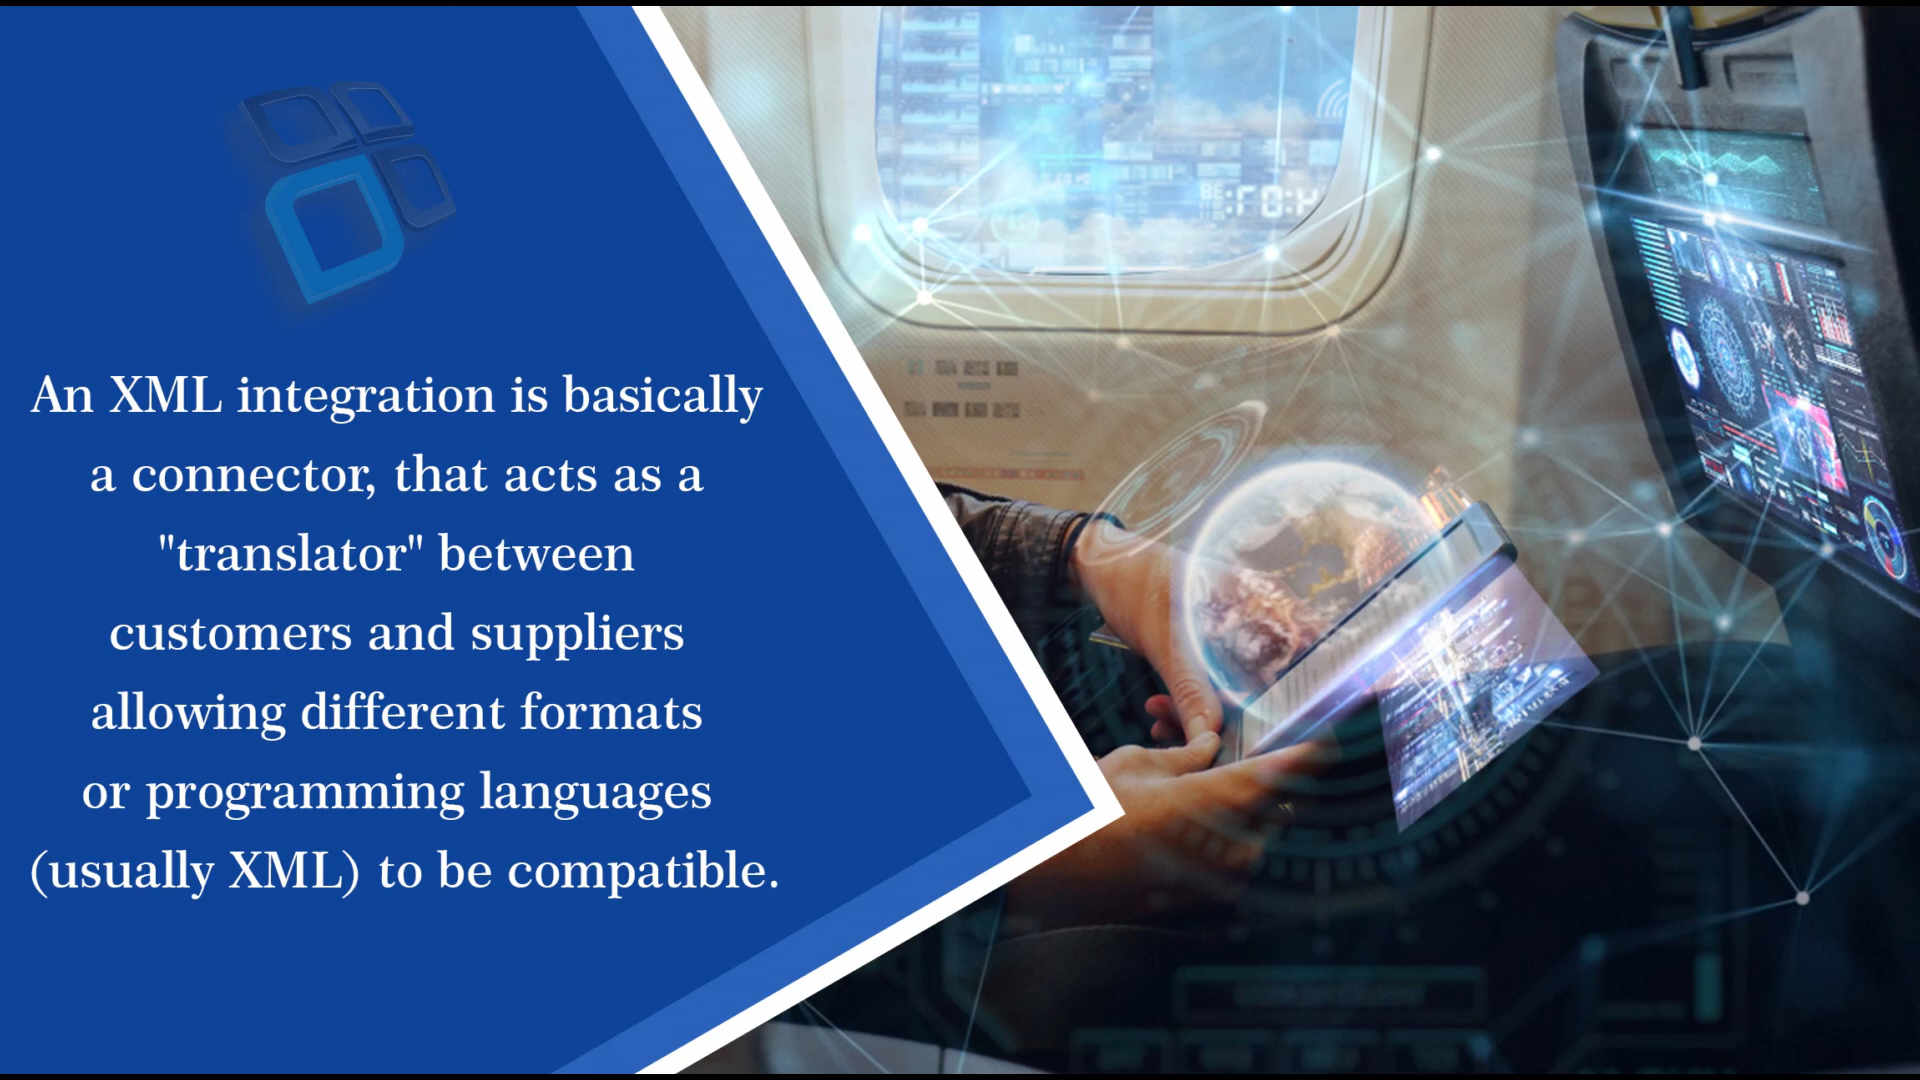 An XML integration is basically
a connector, that acts as a
"translator" between
customers and suppliers
allowing different formats
or programming languages
(usually XML) to be compatible.